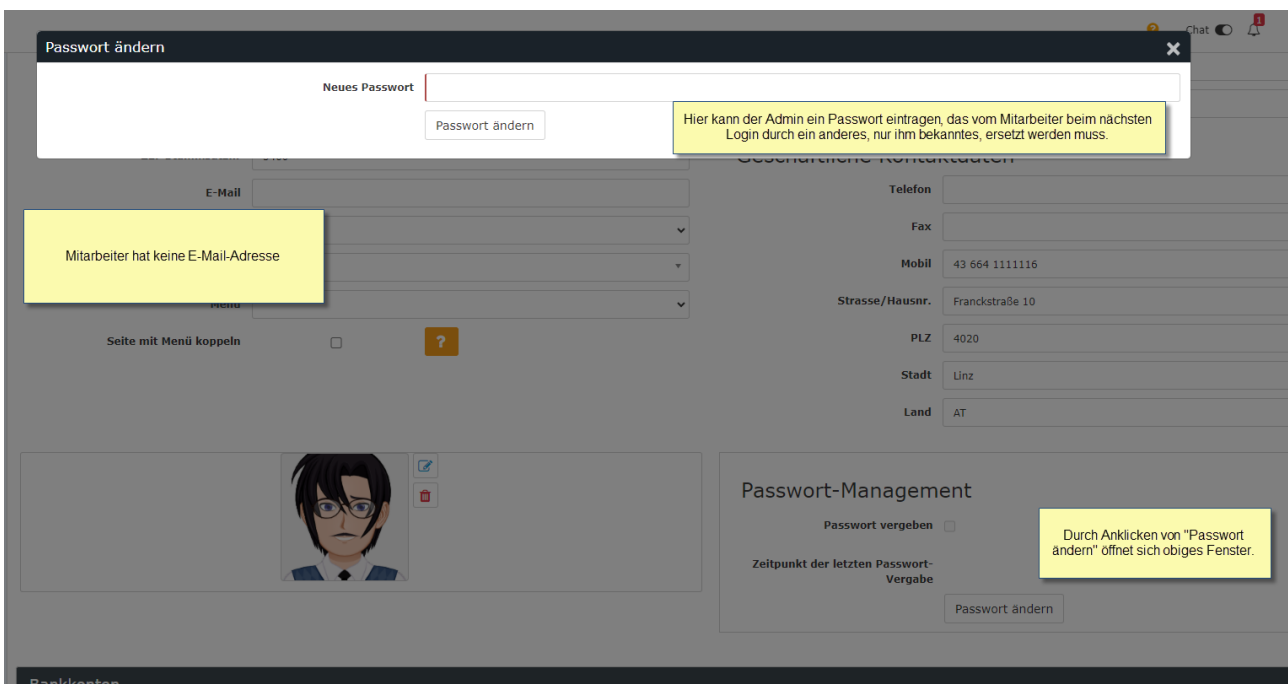 Chat
1
Passwort ändern
Neues Passwort
Passwort ändern
Hier kann der Admin ein Passwort eintragen, das vom Mitarbeiter beim nächsten
Login durch ein anderes, nur ihm bekanntes, ersetzt werden muss.
E-Mail
Mitarbeiter hat keine E-Mail-Adresse
Menü
Seite mit Menü koppeln
?
Geschäftliche Kontaktdaten
Telefon
Fax
Mobil 43 664 1111116
Strasse/Hausnr. Franckstraße 10
PLZ 4020
Stadt Linz
Land AT
Passwort-Management
Passwort vergeben
Zeitpunkt der letzten Passwort-
Vergabe
Passwort ändern
Durch Anklicken von "Passwort
ändern" öffnet sich obiges Fenster.
Bankkonten